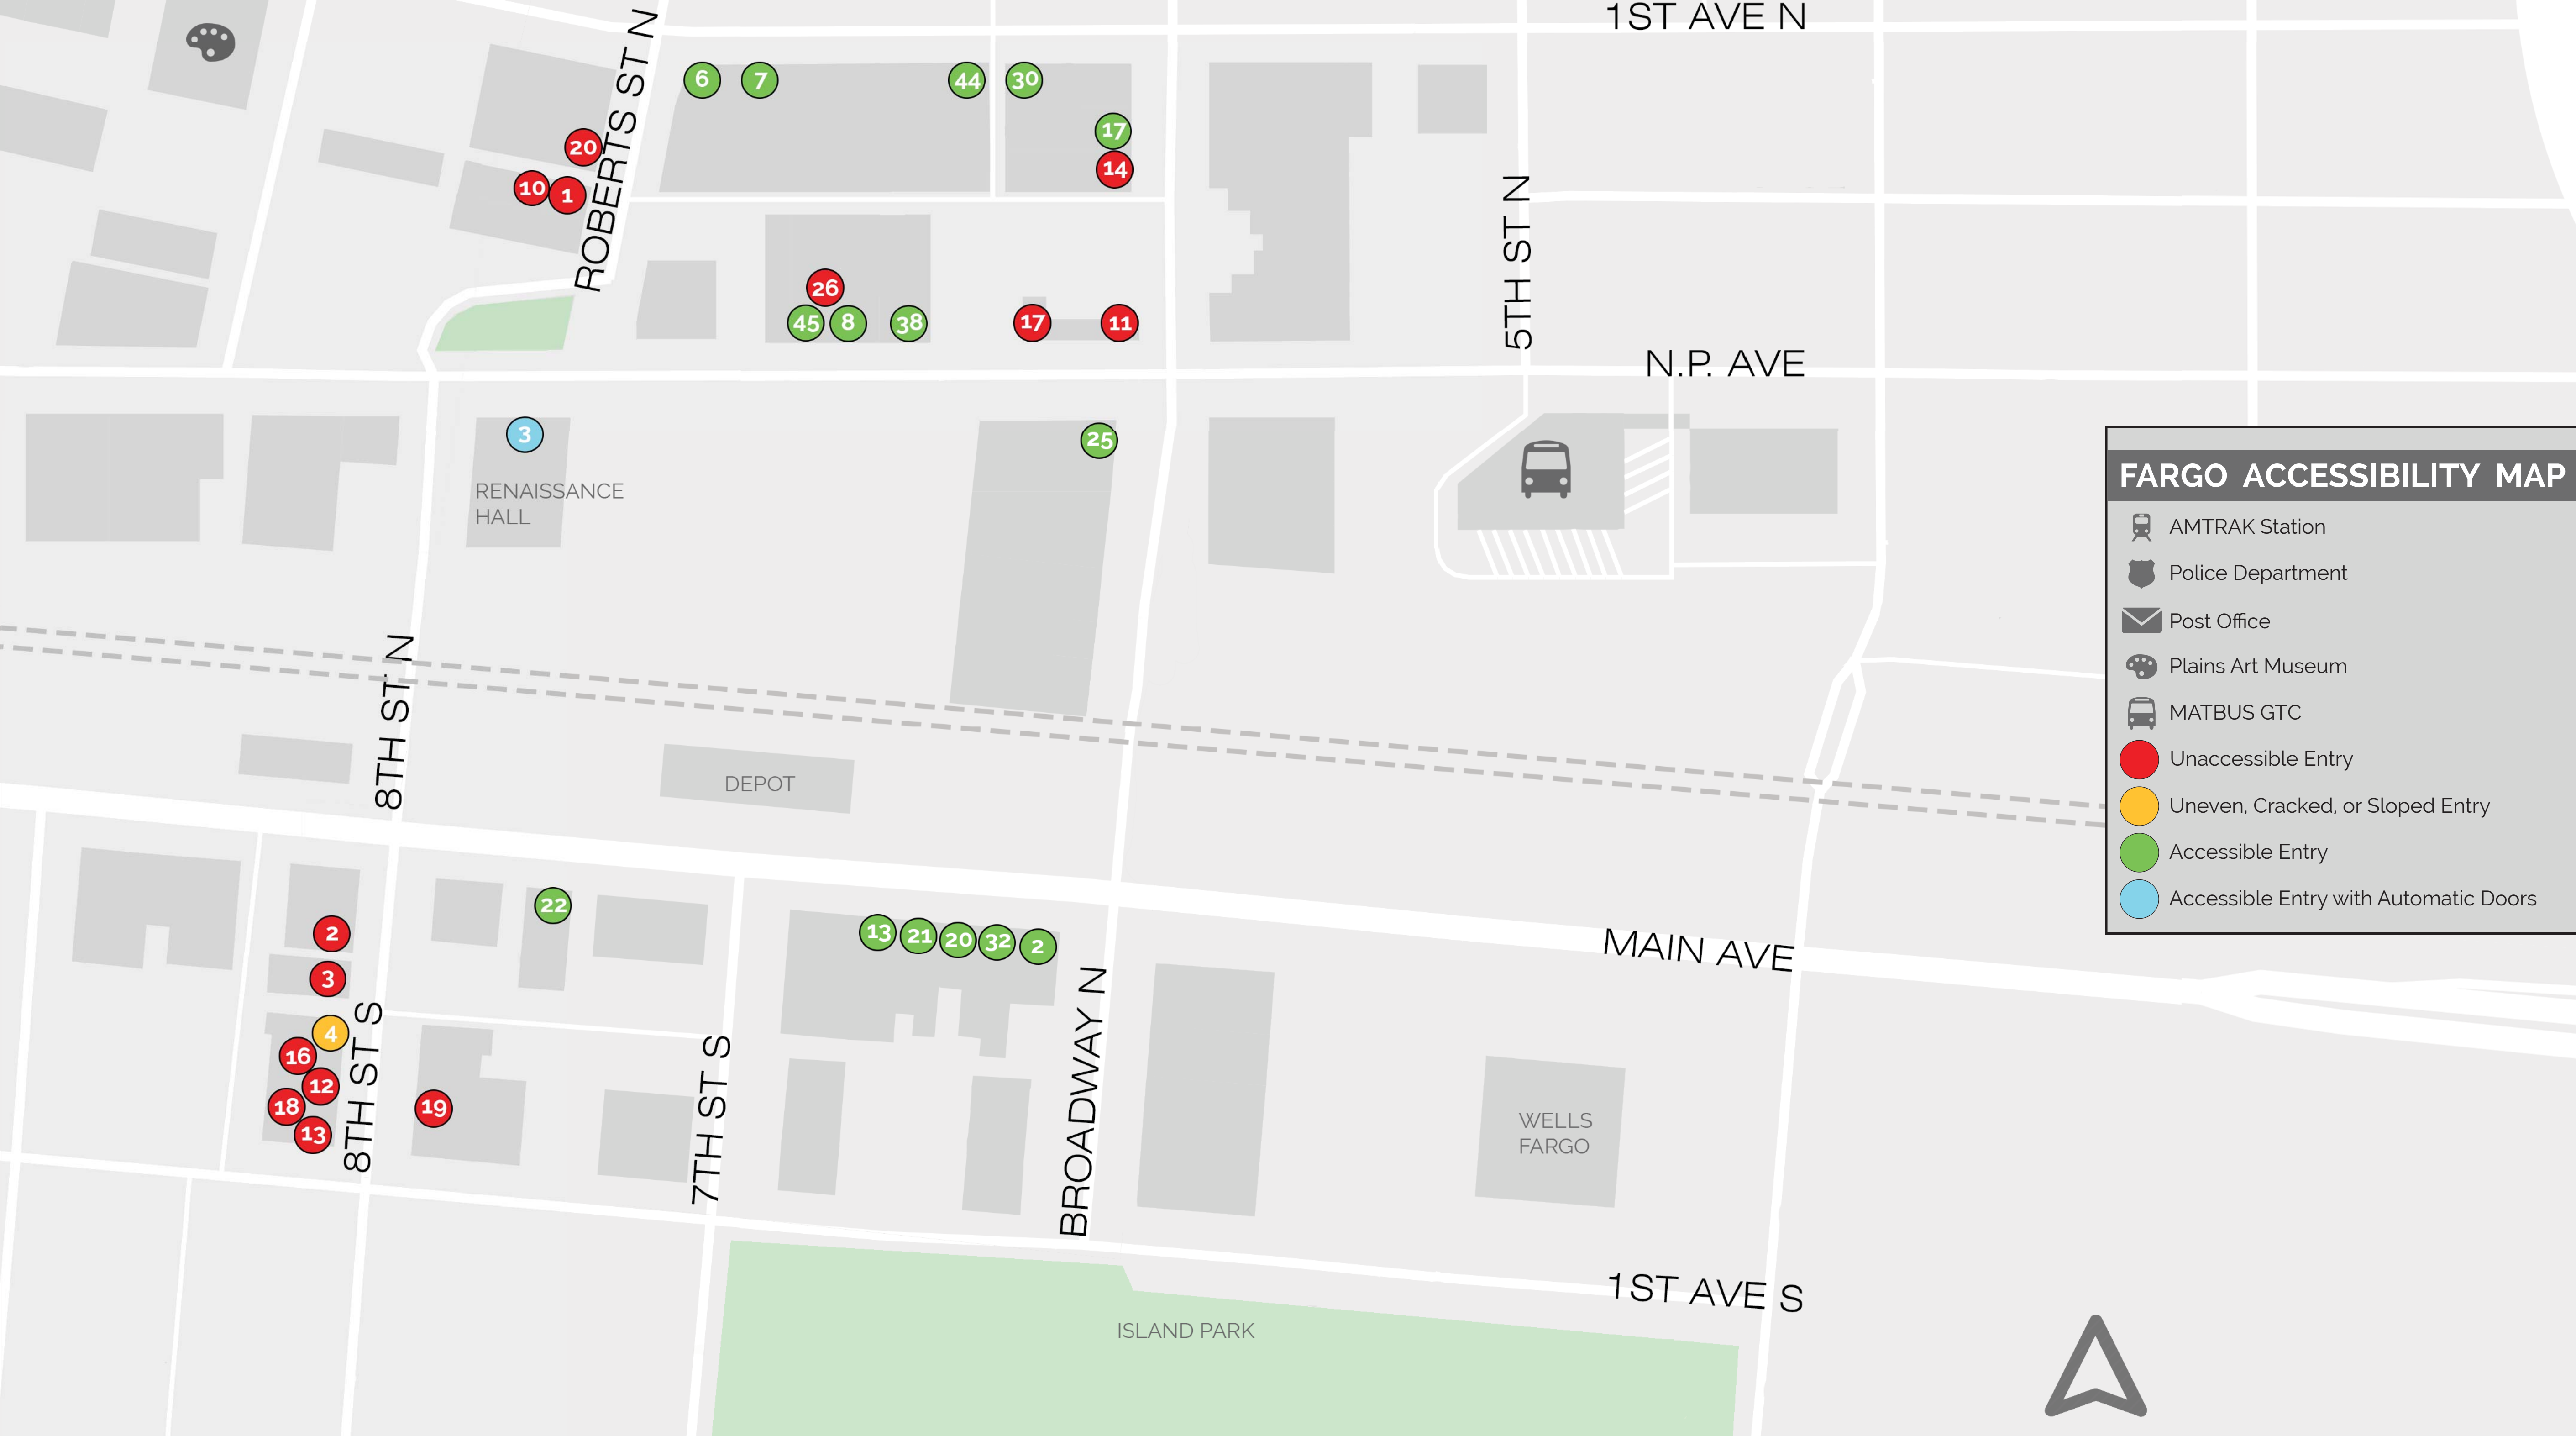 1ST AVE N
ROBERTS ST N
6
7
44
30
17
14
20
10
1
5TH ST N
26
45
8
38
17
11
N.P. AVE
3
RENAISSANCE
HALL
25
8TH ST N
DEPOT
22
2
3
4
16
12
18
13
8TH ST S
19
13
21
20
32
2
7TH ST S
BROADWAY N
MAIN AVE
WELLS
FARGO
1ST AVE S
ISLAND PARK
FARGO ACCESSIBILITY MAP
AMTRAK Station
Police Department
Post Office
Plains Art Museum
MATBUS GTC
Unaccessible Entry
Uneven, Cracked, or Sloped Entry
Accessible Entry
Accessible Entry with Automatic Doors